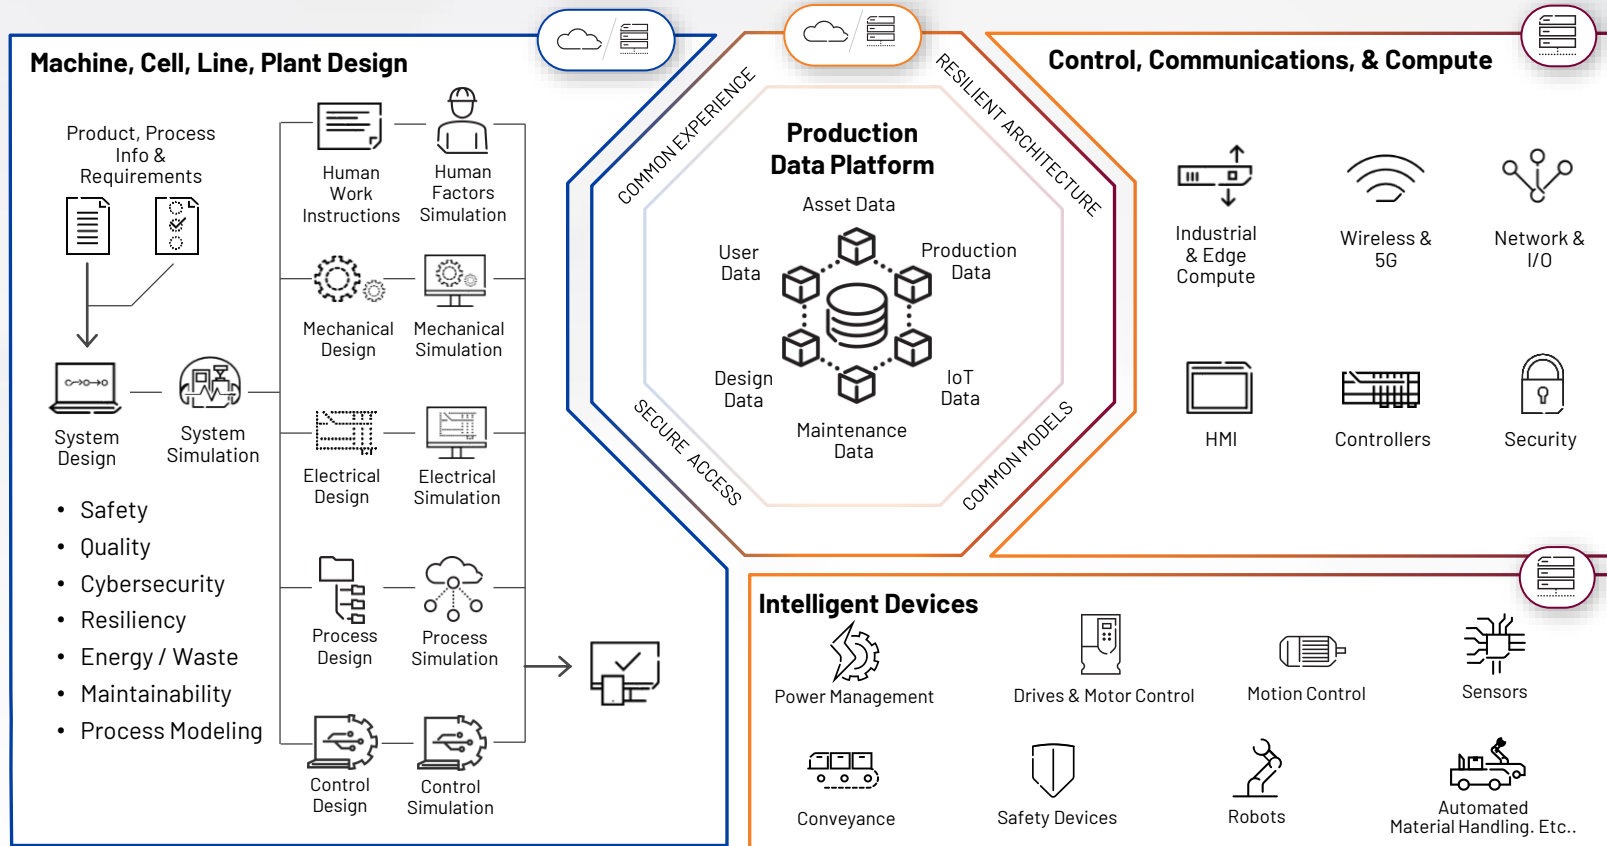 Machine, Cell, Line, Plant Design
Product, Process
Info &
Requirements
Human
Work
Instructions
Human
Factors
Simulation
Mechanical
Design
Mechanical
Simulation
System
Design
System
Simulation
Electrical
Design
Electrical
Simulation
• Safety
• Quality
• Cybersecurity
• Resiliency
• Energy / Waste
• Maintainability
• Process Modeling
Process
Design
Process
Simulation
Control
Design
Control
Simulation
COMMON EXPERIENCE
RESILIENT ARCHITECTURE
SECURE ACCESS
COMMON MODELS
Production
Data Platform
Asset Data
User
Data
Production
Data
Design
Data
IoT
Data
Maintenance
Data
Control, Communications, & Compute
Industrial
& Edge
Compute
Wireless &
5G
Network &
I/O
HMI
Controllers
Security
Intelligent Devices
Power Management
Drives & Motor Control
Motion Control
Sensors
Conveyance
Safety Devices
Robots
Automated
Material Handling. Etc..